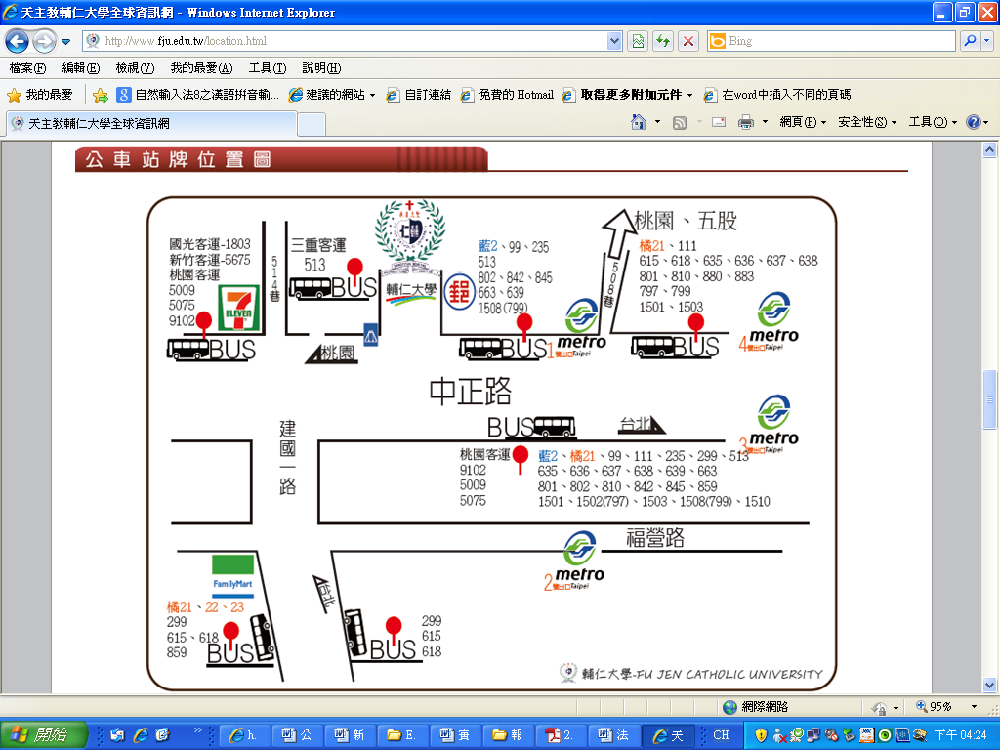 天主教輔仁大學全球資訊網 - Windows Internet Explorer
http://www.fju.edu.tw/location.html
Bing
檔案(F) 編輯(E) 檢視(V) 我的最愛(A) 工具(T) 說明(H)
我的最愛 自然輸入法8之漢語拼音輸... 建議的網站 自訂連結 免費的 Hotmail 取得更多附加元件 在word中插入不同的頁碼
天主教輔仁大學全球資訊網
網頁(P) 安全性(S) 工具(O)
公車站牌位置圖
國光客運-1803
新竹客運-5675
桃園客運
5009
5075
9102
7
ELEVEN
BUS
514巷
三重客運
513
BUS
桃園
輔仁大學
郵
藍2、99、235
513
802、842、845
663、639
1508(799)
BUS
1
metro
Taipei
508巷
桃園、五股
橘21、111
615、618、635、636、637、638
801、810、880、883
797、799
1501、1503
BUS
4
metro
Taipei
中正路
建國一路
BUS
台北
3
metro
Taipei
桃園客運
9102
5009
5075
藍2、橘21、99、111、235、299、513
635、636、637、638、639、663
801、802、810、842、845、859
1501、1502(797)、1503、1508(799)、1510
福營路
2
metro
Taipei
FamilyMart
橘21、22、23
299
615、618
859
BUS
台北
BUS
299
615
618
輔仁大學-FU JEN CATHOLIC UNIVERSITY
網際網路
95%
開始
h.
公
新
E.
賓
報
2.
法
天
CH
下午 04:24